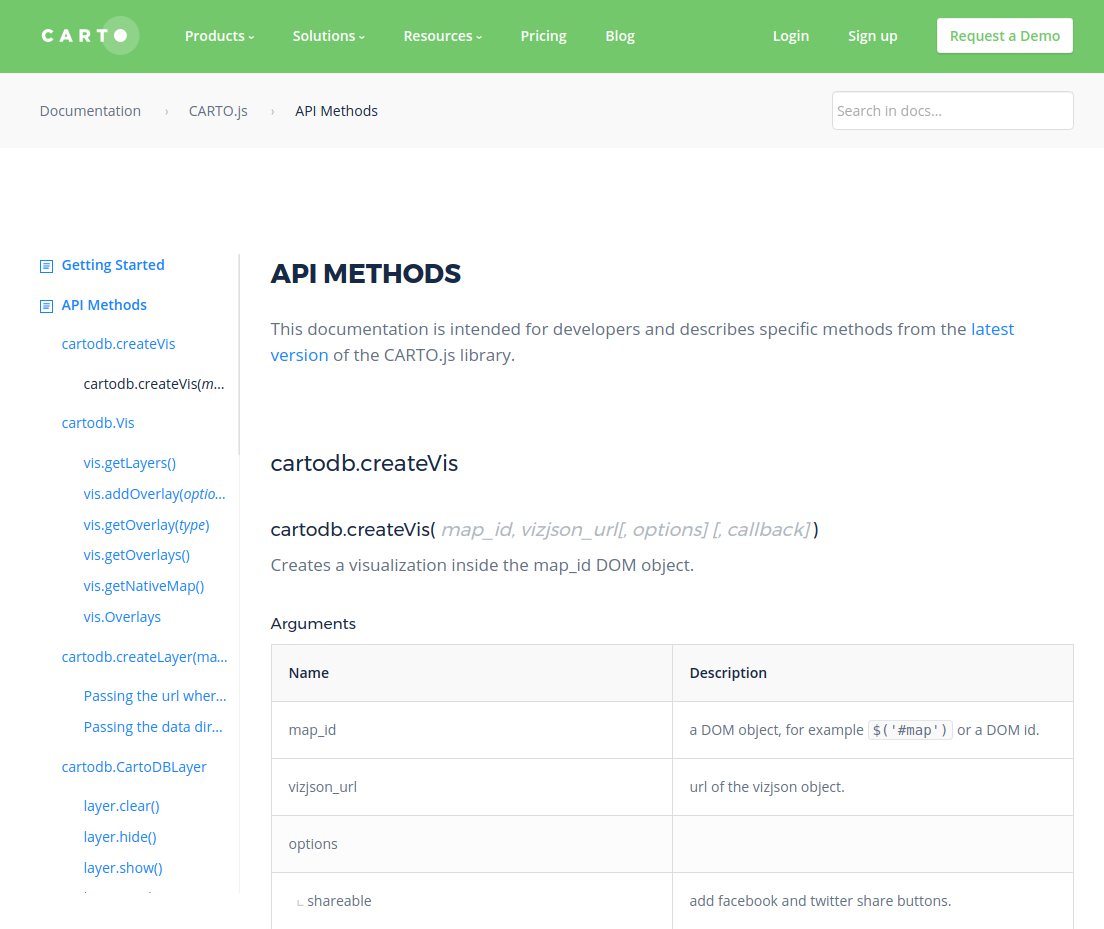 CARTO
Products
Solutions
Resources
Pricing
Blog
Login
Sign up
Request a Demo
Documentation › CARTO.js › API Methods
Search in docs...
Getting Started
API Methods
cartodb.createVis
cartodb.createVis(m...
cartodb.Vis
vis.getLayers()
vis.addOverlay(optio...
vis.getOverlay(type)
vis.getOverlays()
vis.getNativeMap()
vis.Overlays
cartodb.createLayer(ma...
Passing the url wher...
Passing the data dir...
cartodb.CartoDBLayer
layer.clear()
layer.hide()
layer.show()
API METHODS
This documentation is intended for developers and describes specific methods from the latest
version of the CARTO.js library.
cartodb.createVis
cartodb.createVis( map_id, vizjson_url[, options] [, callback] )
Creates a visualization inside the map_id DOM object.
Arguments
Name Description
map_id a DOM object, for example $('#map') or a DOM id.
vizjson_url url of the vizjson object.
options
shareable add facebook and twitter share buttons.